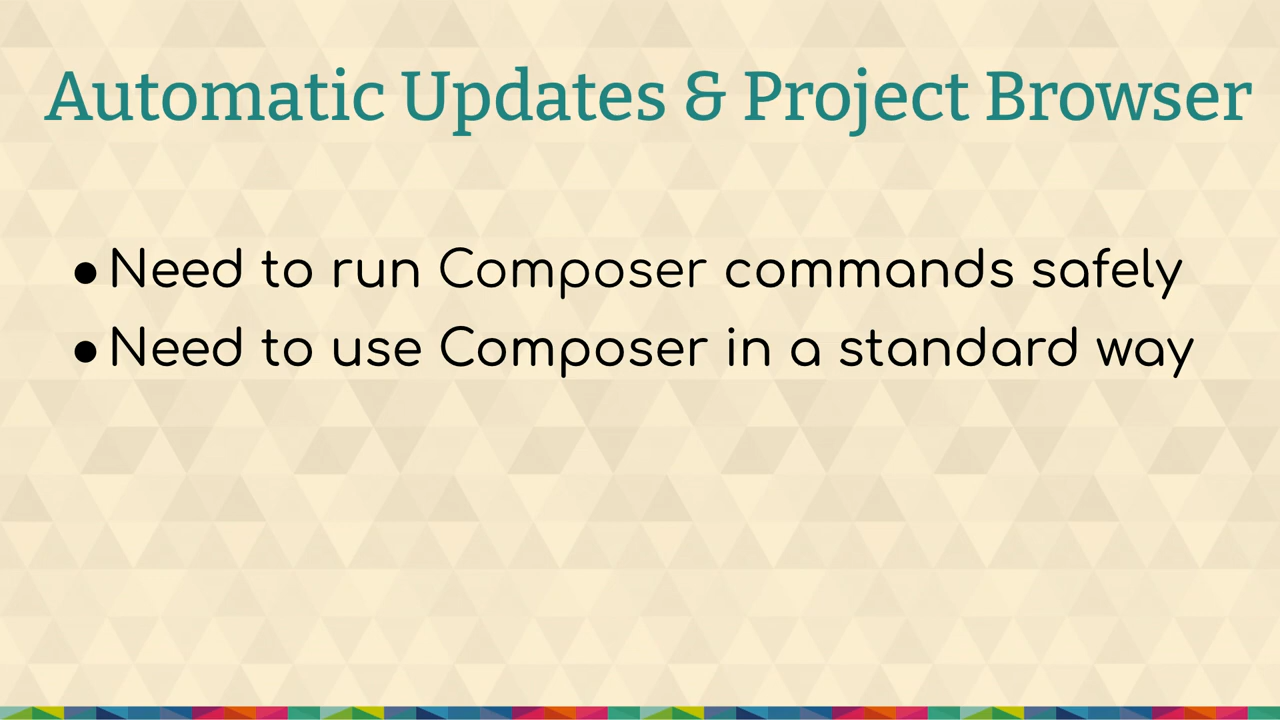 Automatic Updates & Project Browser
● Need to run Composer commands safely
● Need to use Composer in a standard way